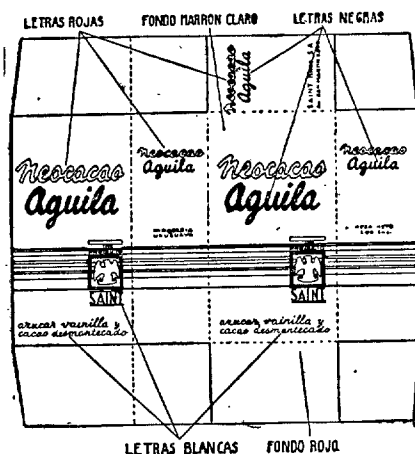 LETRAS ROJAS
FONDO MARRON CLARO
LETRAS NEGRAS
Neocacao
Aguila
Neocacao
Aguila
Neocacao
Aguila
Neocacao
Aguila
Neocacao
Aguila
SAINT
SAINT
azucar vainilla y
cacao desmantecado
azucar vainilla y
cacao desmantecado
LETRAS BLANCAS
FONDO ROJO